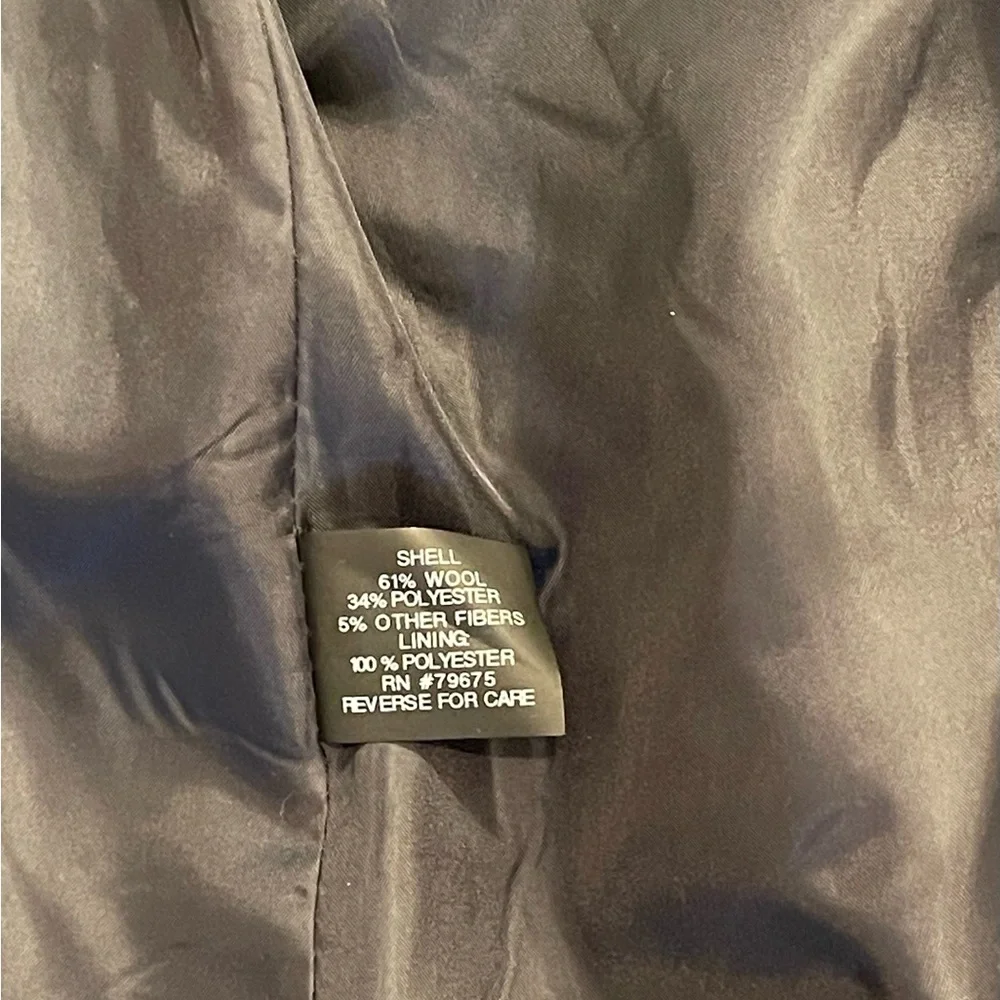 SHELL
61% WOOL
34% POLYESTER
5% OTHER FIBERS
LINING:
100% POLYESTER
RN #79675
REVERSE FOR CARE